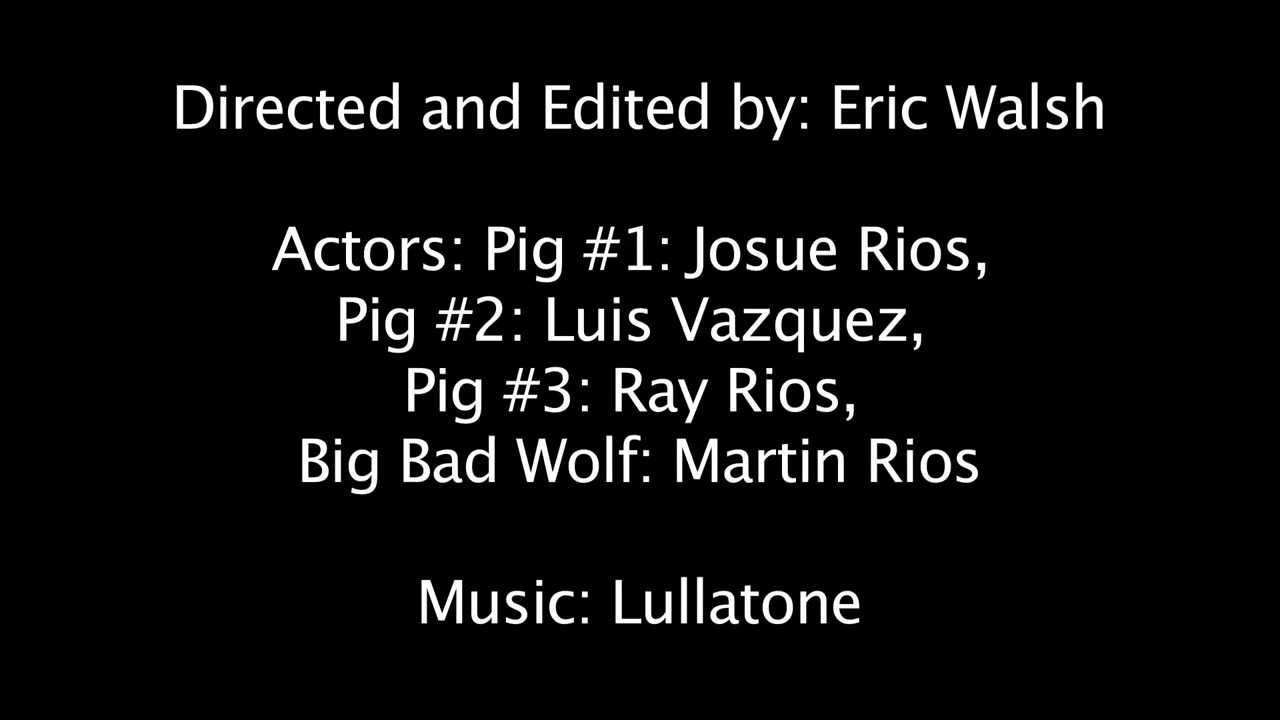 Directed and Edited by: Eric Walsh
Actors: Pig #1: Josue Rios,
Pig #2: Luis Vazquez,
Pig #3: Ray Rios,
Big Bad Wolf: Martin Rios
Music: Lullatone